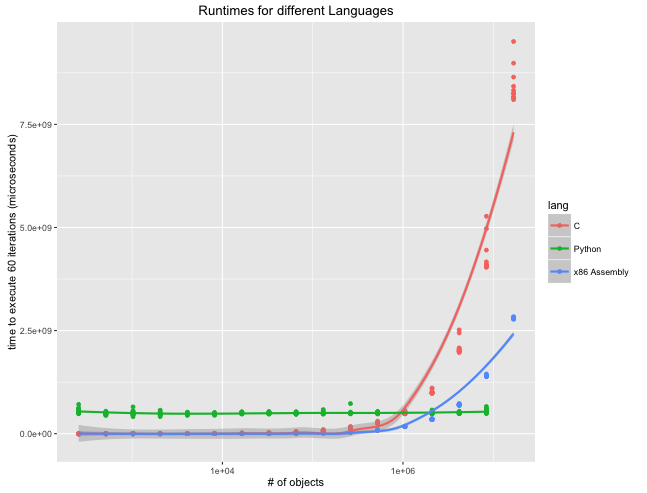 Runtimes for different Languages
time to execute 60 iterations (microseconds)
7.5e+09
5.0e+09
2.5e+09
0.0e+00
1e+04
1e+06
# of objects
lang
C
Python
x86 Assembly